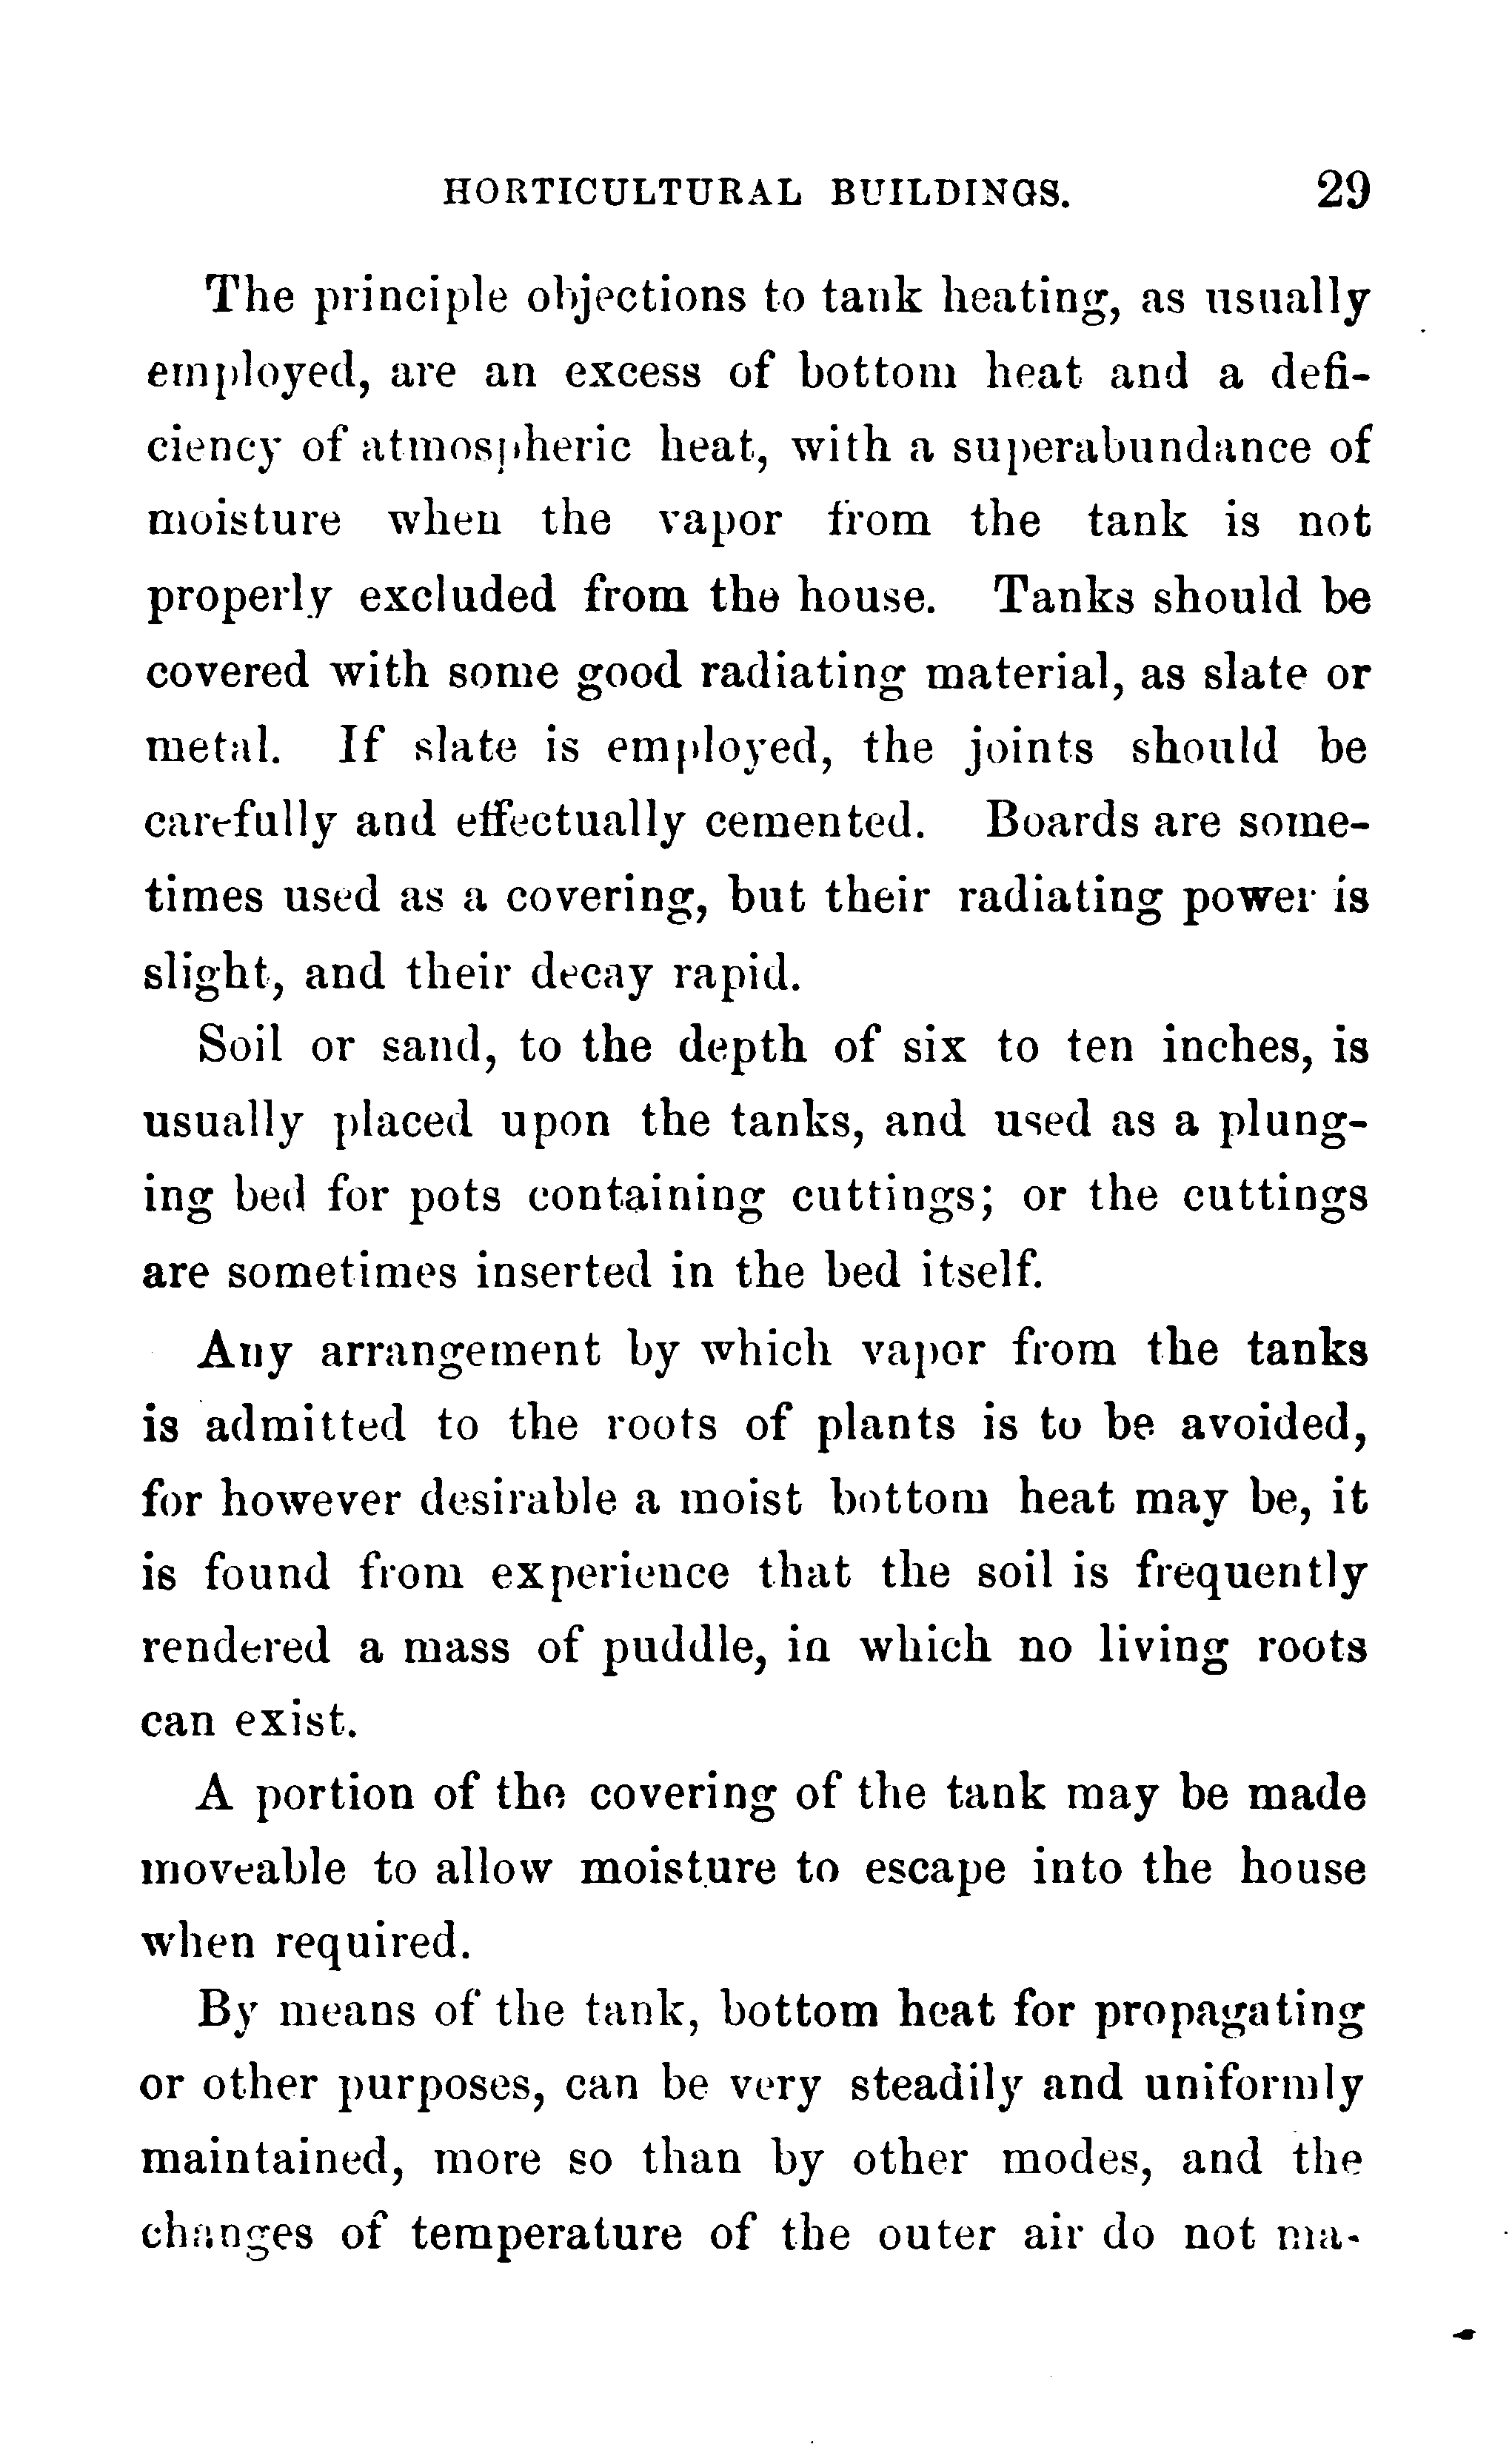 HORTICULTURAL BUILDINGS. 29
The principle objections to tank heating, as usually
employed, are an excess of bottom heat and a defi-
ciency of atmospheric heat, with a superabundance of
moisture when the vapor from the tank is not
properly excluded from the house. Tanks should be
covered with some good radiating material, as slate or
metal. If slate is employed, the joints should be
carefully and effectually cemented. Boards are some-
times used as a covering, but their radiating power is
slight, and their decay rapid.
Soil or sand, to the depth of six to ten inches, is
usually placed upon the tanks, and used as a plung-
ing bed for pots containing cuttings; or the cuttings
are sometimes inserted in the bed itself.
Any arrangement by which vapor from the tanks
is admitted to the roots of plants is to be avoided,
for however desirable a moist bottom heat may be, it
is found from experience that the soil is frequently
rendered a mass of puddle, in which no living roots
can exist.
A portion of the covering of the tank may be made
moveable to allow moisture to escape into the house
when required.
By means of the tank, bottom heat for propagating
or other purposes, can be very steadily and uniformly
maintained, more so than by other modes, and the
changes of temperature of the outer air do not ma-